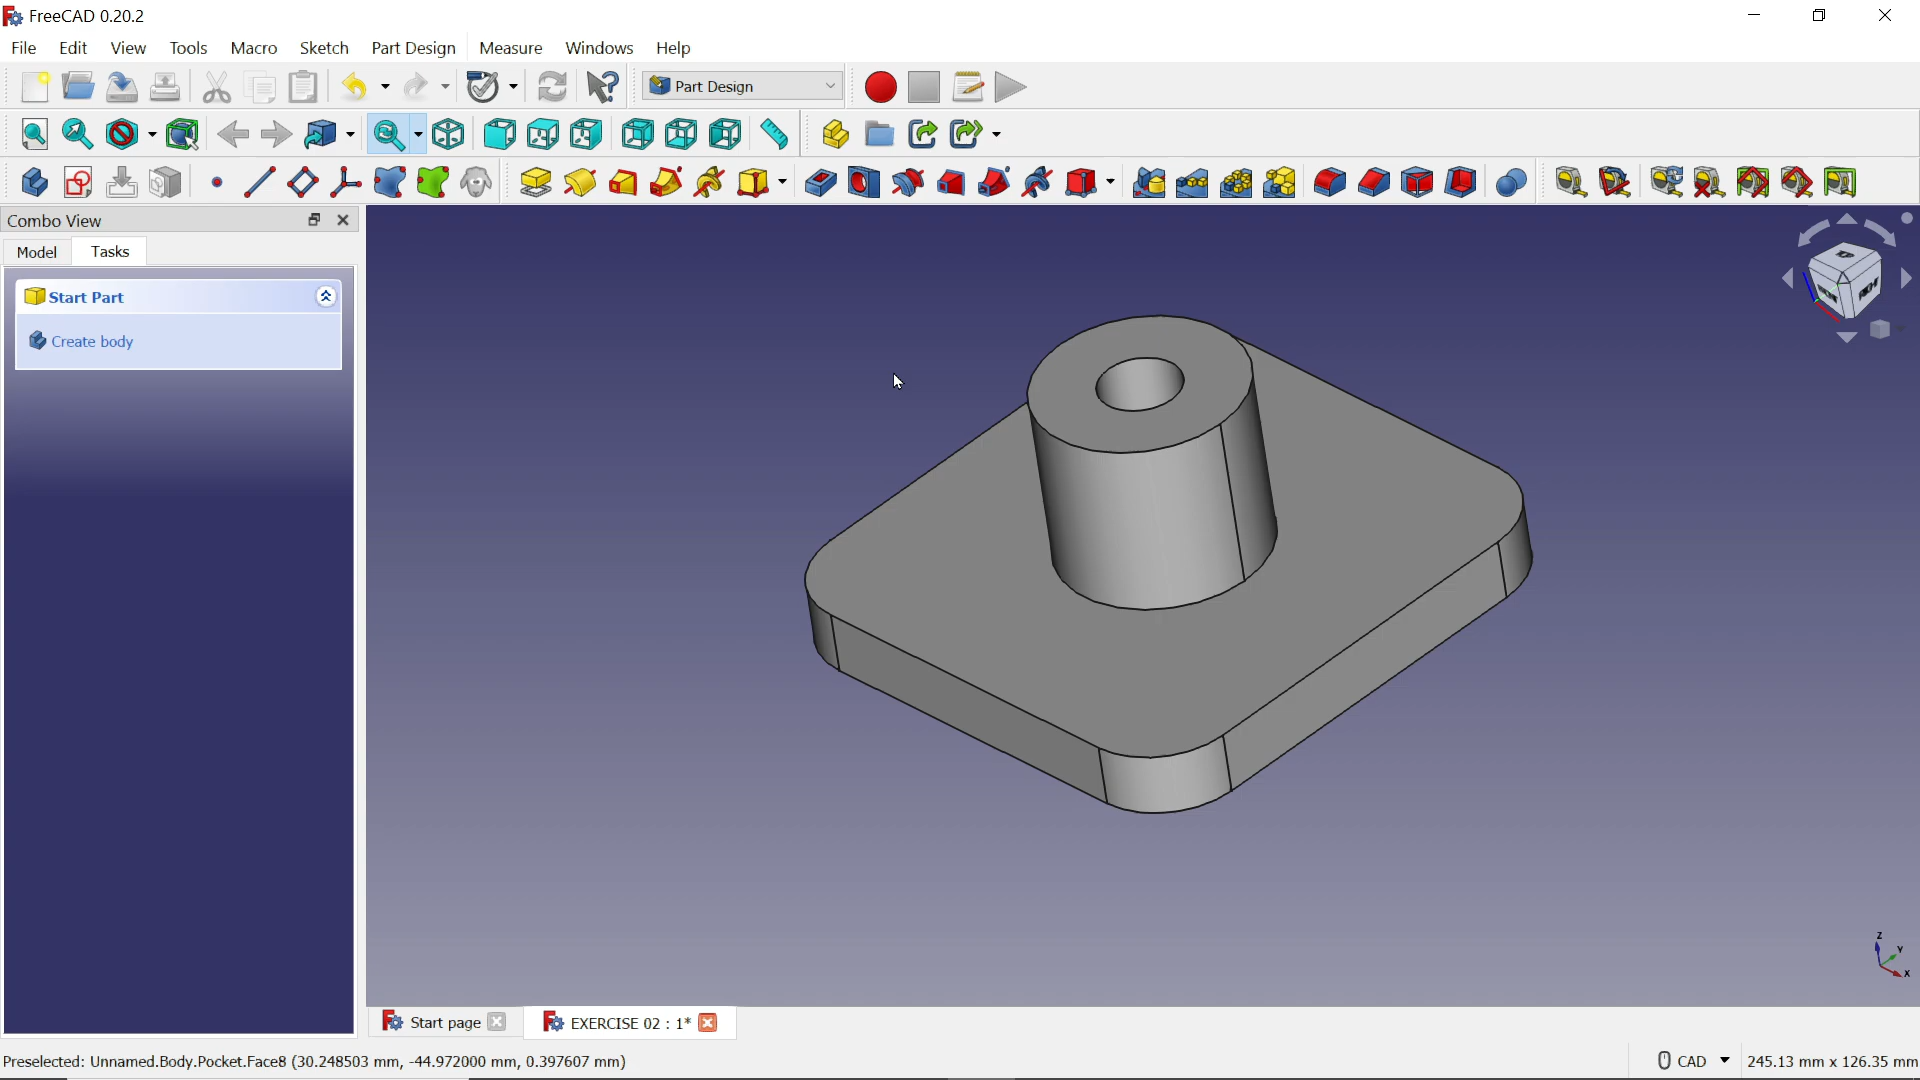 FreeCAD 0.20.2
File Edit View Tools Macro Sketch Part Design Measure Windows Help
Part Design
Combo View
Model Tasks
Start Part
Create body
Z
Y
X
Start page EXERCISE 02 : 1*
Preselected: Unnamed.Body.Pocket.Face8 (30.248503 mm, -44.972000 mm, 0.397607 mm)
CAD 245.13 mm x 126.35 mm